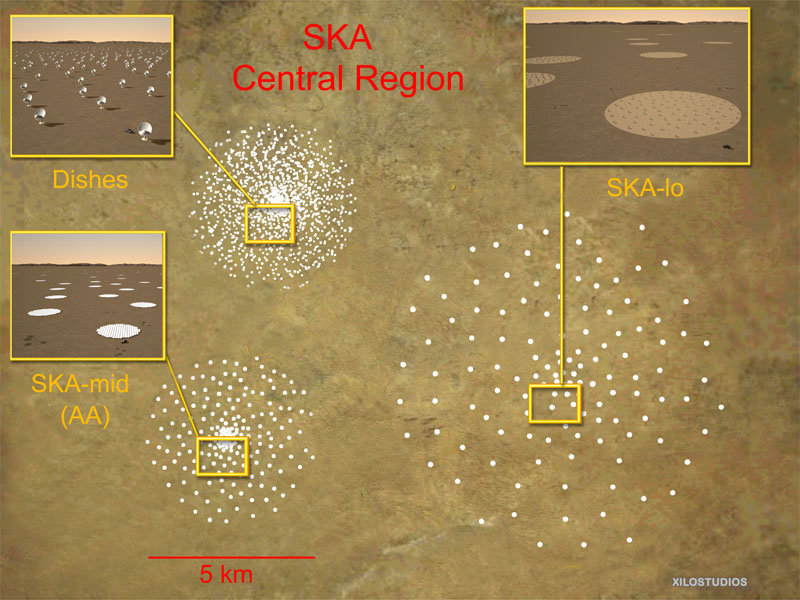 SKA
Central Region
Dishes
SKA-lo
SKA-mid
(AA)
5 km
XILOSTUDIOS